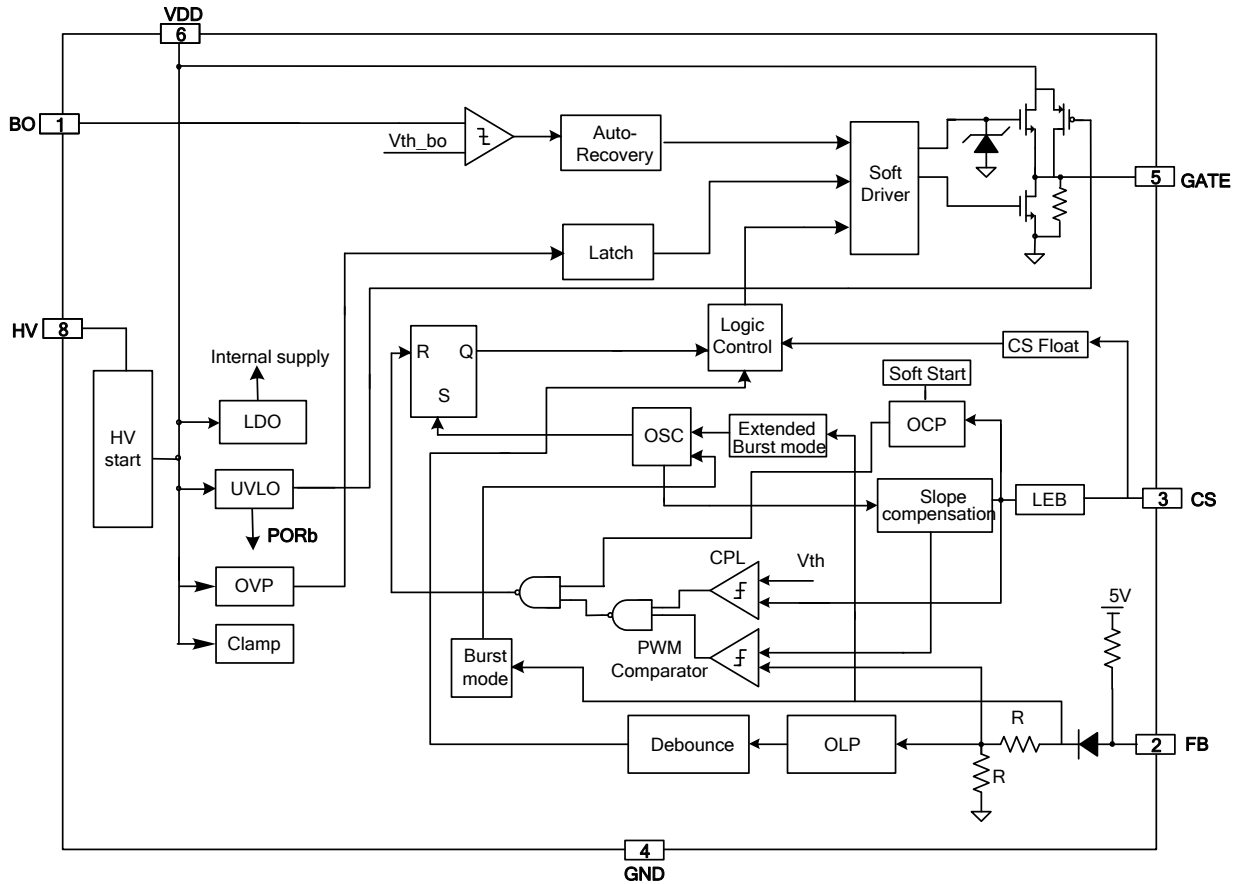 VDD
6
BO
1
Vth_bo
Auto-
Recovery
Soft
Driver
5
GATE
Latch
HV
8
Logic
Control
R
Q
S
CS Float
Internal supply
Soft Start
LDO
OCP
HV
start
OSC
Extended
Burst mode
UVLO
PORb
Slope
compensation
LEB
3
CS
OVP
CPL
Vth
5V
Clamp
Burst
mode
PWM
Comparator
R
Debounce
OLP
2
FB
R
4
GND